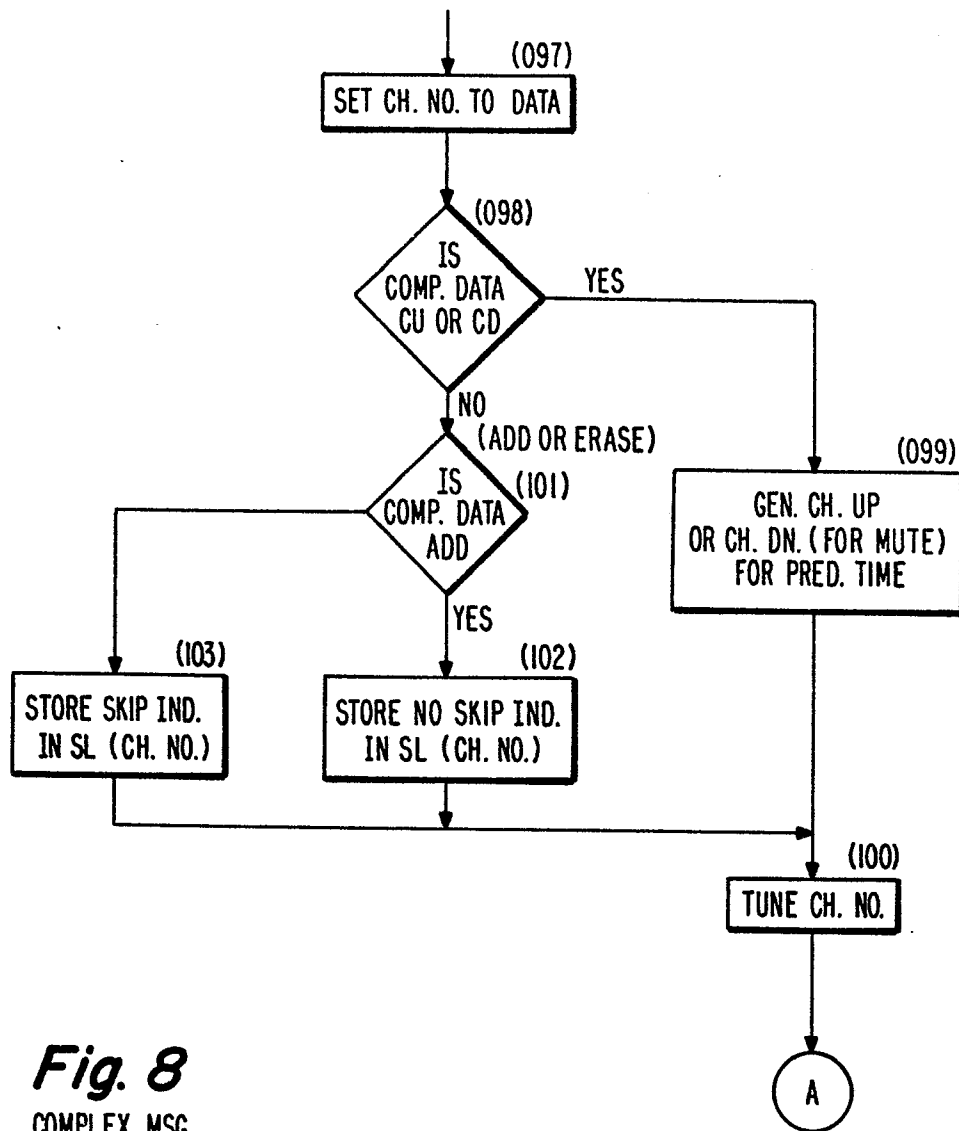 (097)
SET CH. NO. TO DATA
(098)
IS
COMP. DATA
CU OR CD
YES
NO
(ADD OR ERASE)
(101)
IS
COMP. DATA
ADD
(099)
GEN. CH. UP
OR CH. DN. (FOR MUTE)
FOR PRED. TIME
YES
(103)
STORE SKIP IND.
IN SL (CH. NO.)
(102)
STORE NO SKIP IND.
IN SL (CH. NO.)
(100)
TUNE CH. NO.
A
Fig. 8
COMPLEX MSG